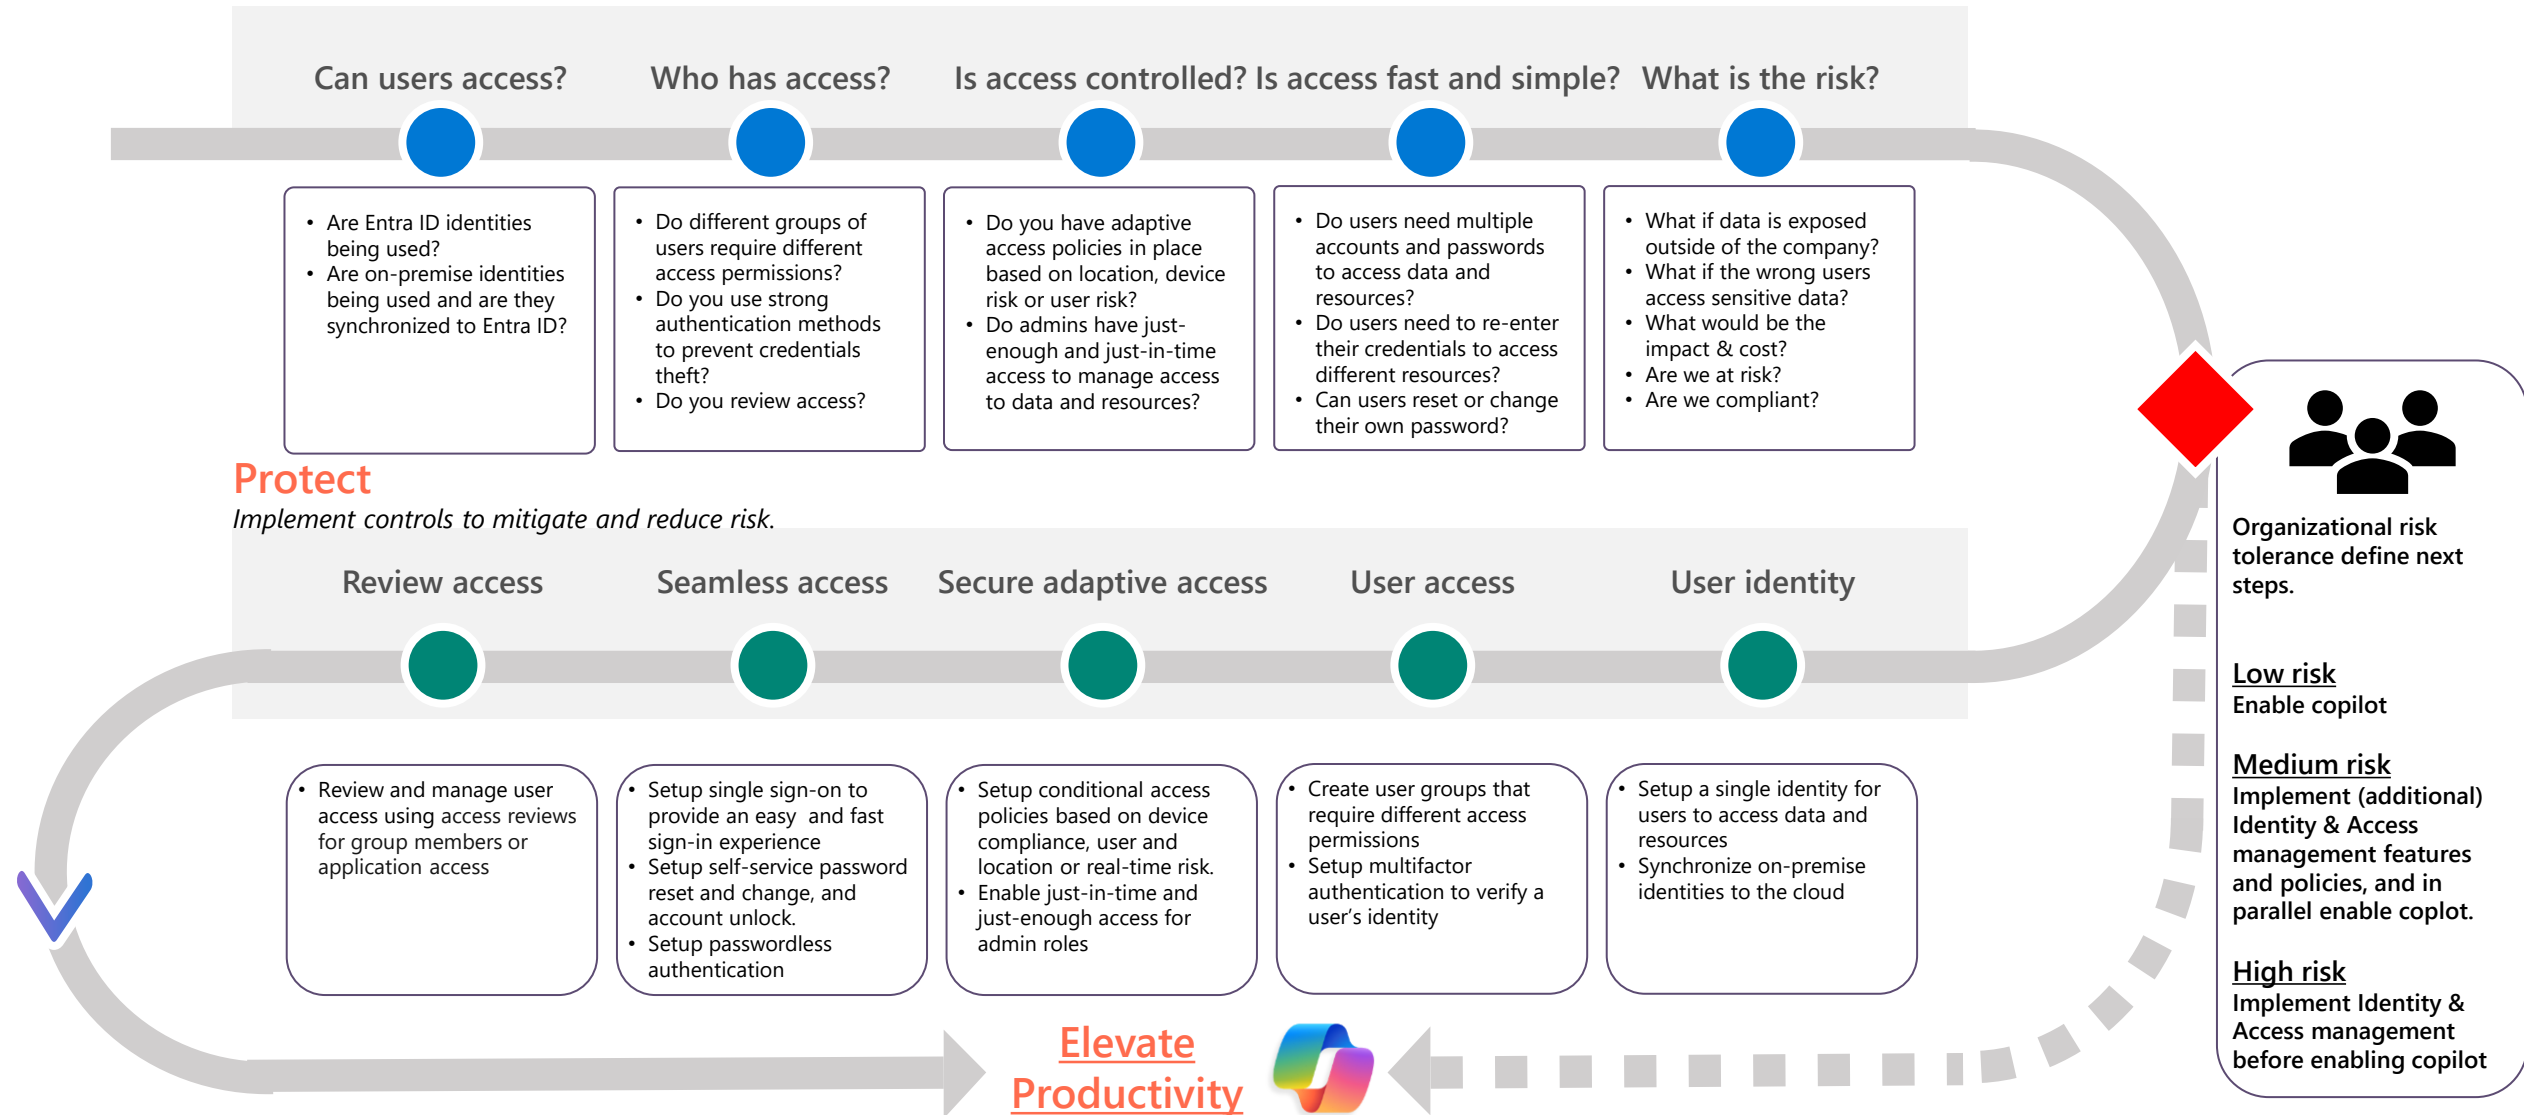 Can users access?
Who has access?
Is access controlled?
Is access fast and simple?
What is the risk?
• Are Entra ID identities
being used?
• Are on-premise identities
being used and are they
synchronized to Entra ID?
• Do different groups of
users require different
access permissions?
• Do you use strong
authentication methods
to prevent credentials
theft?
• Do you review access?
• Do you have adaptive
access policies in place
based on location, device
risk or user risk?
• Do admins have just-
enough and just-in-time
access to manage access
to data and resources?
• Do users need multiple
accounts and passwords
to access data and
resources?
• Do users need to re-enter
their credentials to access
different resources?
• Can users reset or change
their own password?
• What if data is exposed
outside of the company?
• What if the wrong users
access sensitive data?
• What would be the
impact & cost?
• Are we at risk?
• Are we compliant?
Organizational risk
tolerance define next
steps.
Low risk
Enable copilot
Medium risk
Implement (additional)
Identity & Access
management features
and policies, and in
parallel enable coplot.
High risk
Implement Identity &
Access management
before enabling copilot
Protect
Implement controls to mitigate and reduce risk.
Review access
Seamless access
Secure adaptive access
User access
User identity
• Review and manage user
access using access reviews
for group members or
application access
• Setup single sign-on to
provide an easy and fast
sign-in experience
• Setup self-service password
reset and change, and
account unlock.
• Setup passwordless
authentication
• Setup conditional access
policies based on device
compliance, user and
location or real-time risk.
• Enable just-in-time and
just-enough access for
admin roles
• Create user groups that
require different access
permissions
• Setup multifactor
authentication to verify a
user's identity
• Setup a single identity for
users to access data and
resources
• Synchronize on-premise
identities to the cloud
Elevate
Productivity